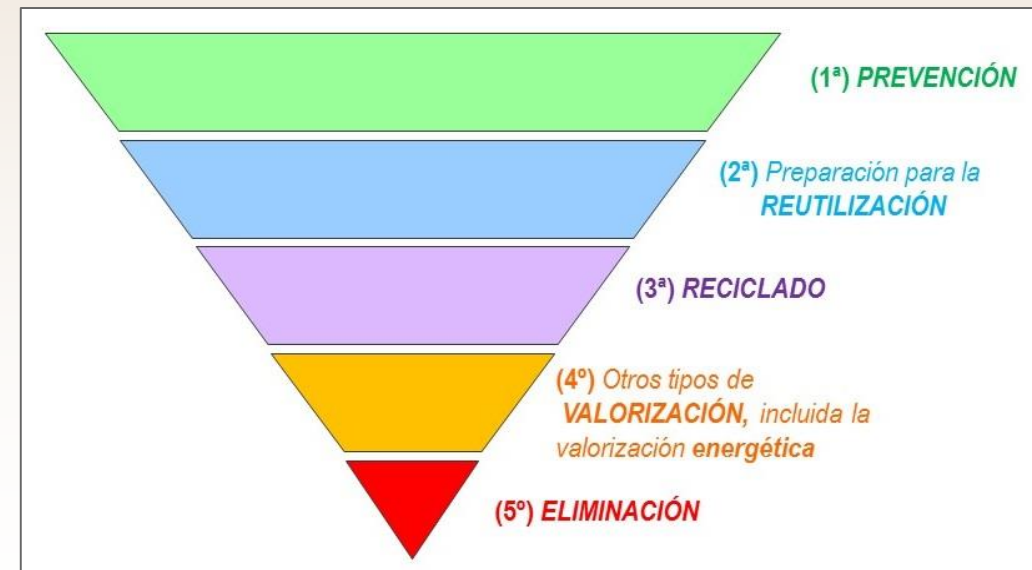 (1ª) PREVENCIÓN
(2ª) Preparación para la
REUTILIZACIÓN
(3ª) RECICLADO
(4º) Otros tipos de
VALORIZACIÓN, incluida la
valorización energética
(5º) ELIMINACIÓN